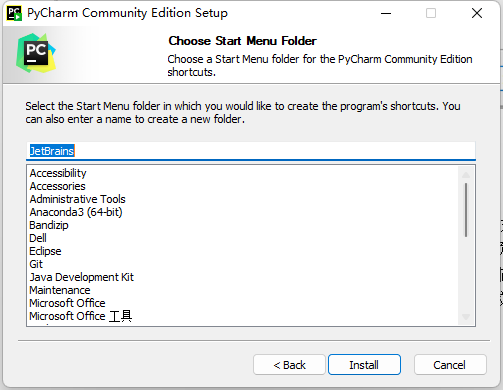 PyCharm Community Edition Setup
PC
Choose Start Menu Folder
Choose a Start Menu folder for the PyCharm Community Edition
shortcuts.
Select the Start Menu folder in which you would like to create the program's shortcuts. You
can also enter a name to create a new folder.
JetBrains
Accessibility
Accessories
Administrative Tools
Anaconda3 (64-bit)
Bandizip
Dell
Eclipse
Git
Java Development Kit
Maintenance
Microsoft Office
Microsoft Office 工具
< Back
Install
Cancel